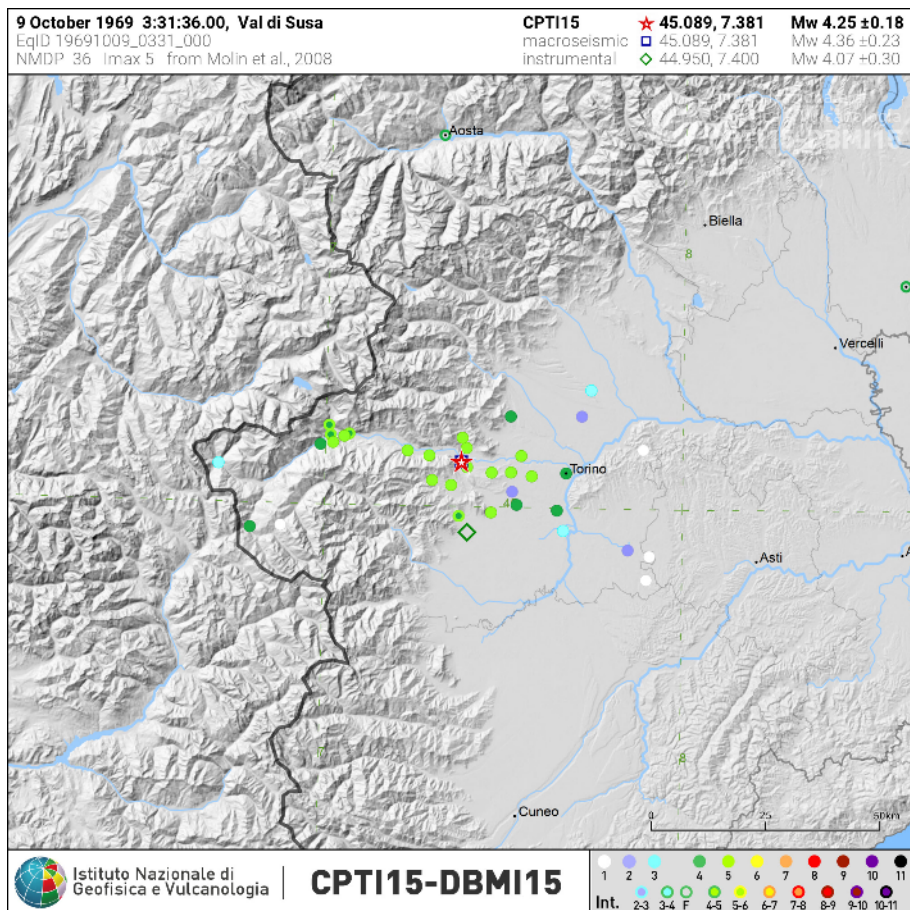 9 October 1969 3:31:36.00, Val di Susa
EqID 19691009_0331_000
NMDP 36 Imax 5 from Molin et al., 2008
CPTI15 45.089, 7.381 Mw 4.25 ±0.18
macroseismic 45.089, 7.381 Mw 4.36 ±0.23
instrumental 44.950, 7.400 Mw 4.07 ±0.30
Aosta
DBMI15
Biella
8
Vercelli
Torino
Asti
A
8
Cuneo
0 25 50km
Istituto Nazionale di
Geofisica e Vulcanologia
CPTI15-DBMI15
1 2 3 4 5 6 7 8 9 10 11
Int. 2-3 3-4 F 4-5 5-6 6-7 7-8 8-9 9-10 10-11